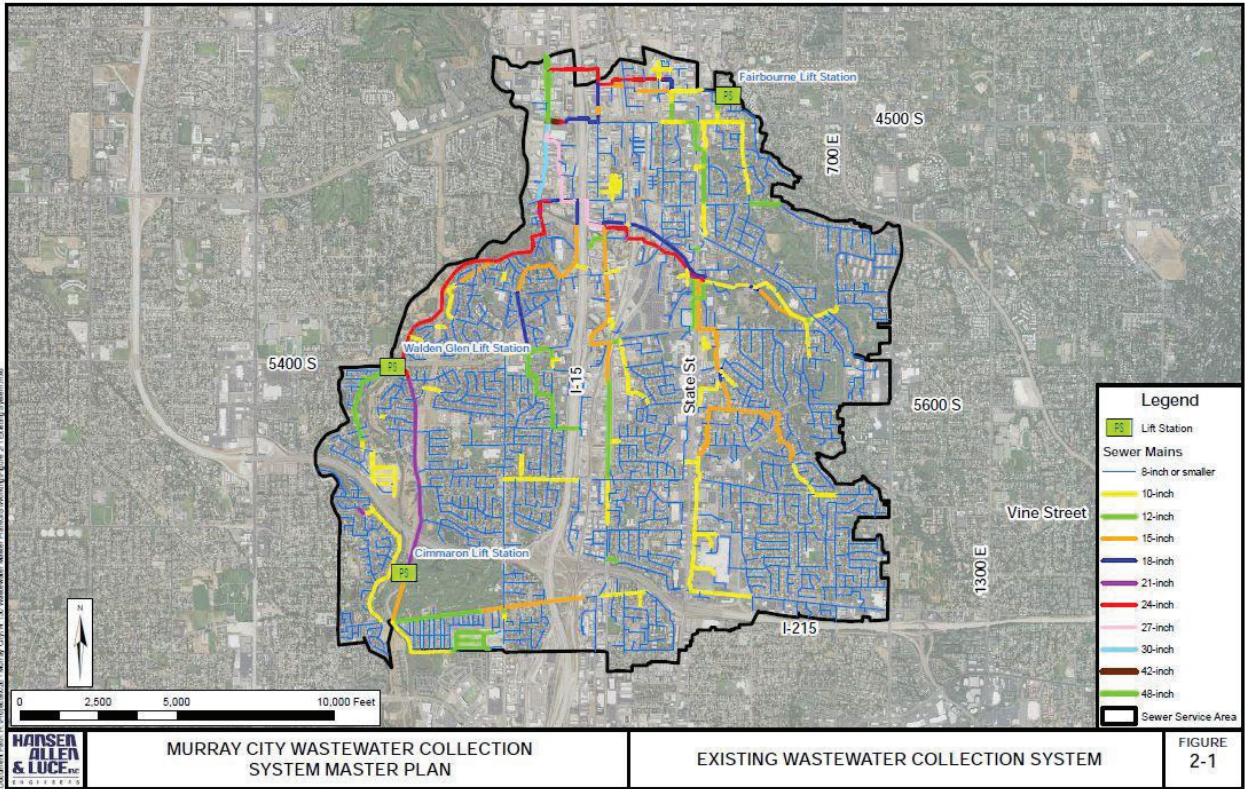 Fairbourne Lift Station
PS
4500 S
700 E
Walden Glen Lift Station
5400 S
PS
I-15
State St
5600 S
Vine Street
Cimmaron Lift Station
PS
1300 E
I-215
N
0 2,500 5,000 10,000 Feet
Legend
PS Lift Station
Sewer Mains
8-inch or smaller
10-inch
12-inch
15-inch
18-inch
21-inch
24-inch
27-inch
30-inch
42-inch
48-inch
Sewer Service Area
HANSEN
ALLEN
& LUCE INC
ENGINEERS
MURRAY CITY WASTEWATER COLLECTION
SYSTEM MASTER PLAN
EXISTING WASTEWATER COLLECTION SYSTEM
FIGURE
2-1